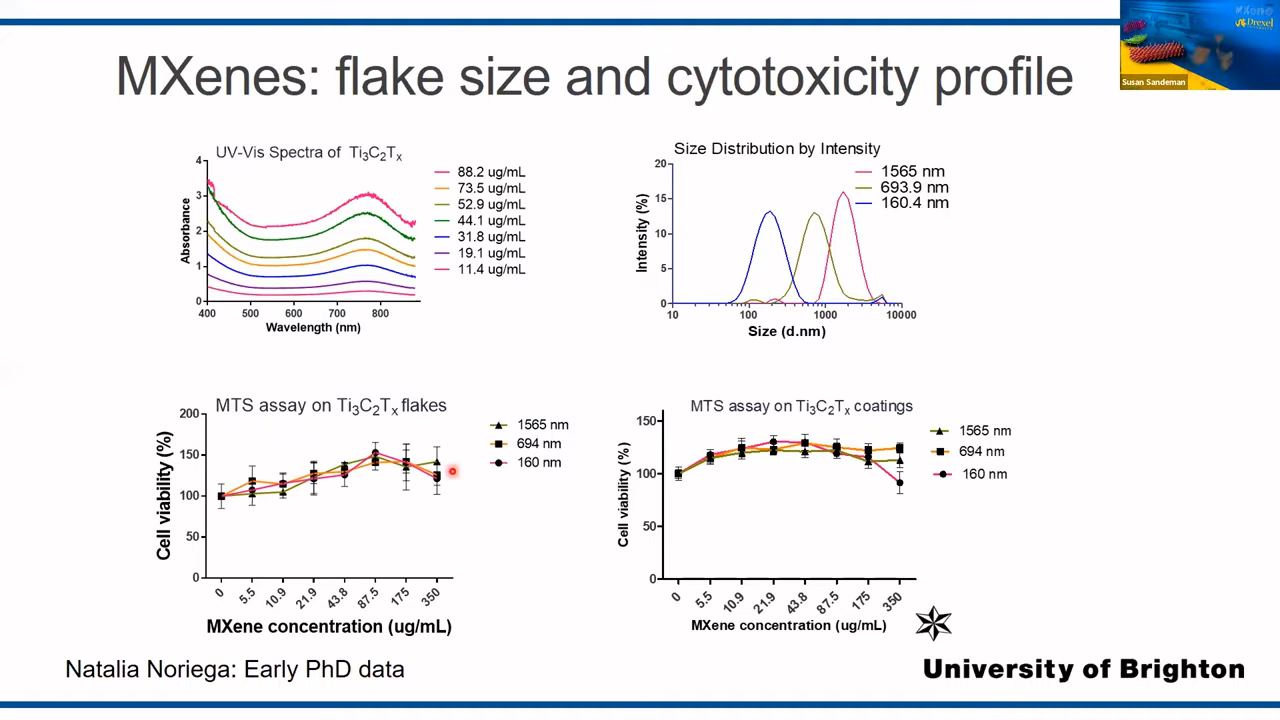 MXenes: flake size and cytotoxicity profile
MXene
Drexel
UNIVERSITY
Susan Sandeman
UV-Vis Spectra of Ti₃C₂Tₓ
4
3
2
1
0
Absorbance
400 500 600 700 800
Wavelength (nm)
88.2 ug/mL
73.5 ug/mL
52.9 ug/mL
44.1 ug/mL
31.8 ug/mL
19.1 ug/mL
11.4 ug/mL
Size Distribution by Intensity
20
15
10
5
0
Intensity (%)
10 100 1000 10000
Size (d.nm)
1565 nm
693.9 nm
160.4 nm
MTS assay on Ti₃C₂Tₓ flakes
200
150
100
50
0
Cell viability (%)
0 5.5 10.9 21.9 43.8 87.5 175 350
MXene concentration (ug/mL)
1565 nm
694 nm
160 nm
MTS assay on Ti₃C₂Tₓ coatings
150
100
50
0
Cell viability (%)
0 5.5 10.9 21.9 43.8 87.5 175 350
MXene concentration (ug/mL)
1565 nm
694 nm
160 nm
Natalia Noriega: Early PhD data
University of Brighton